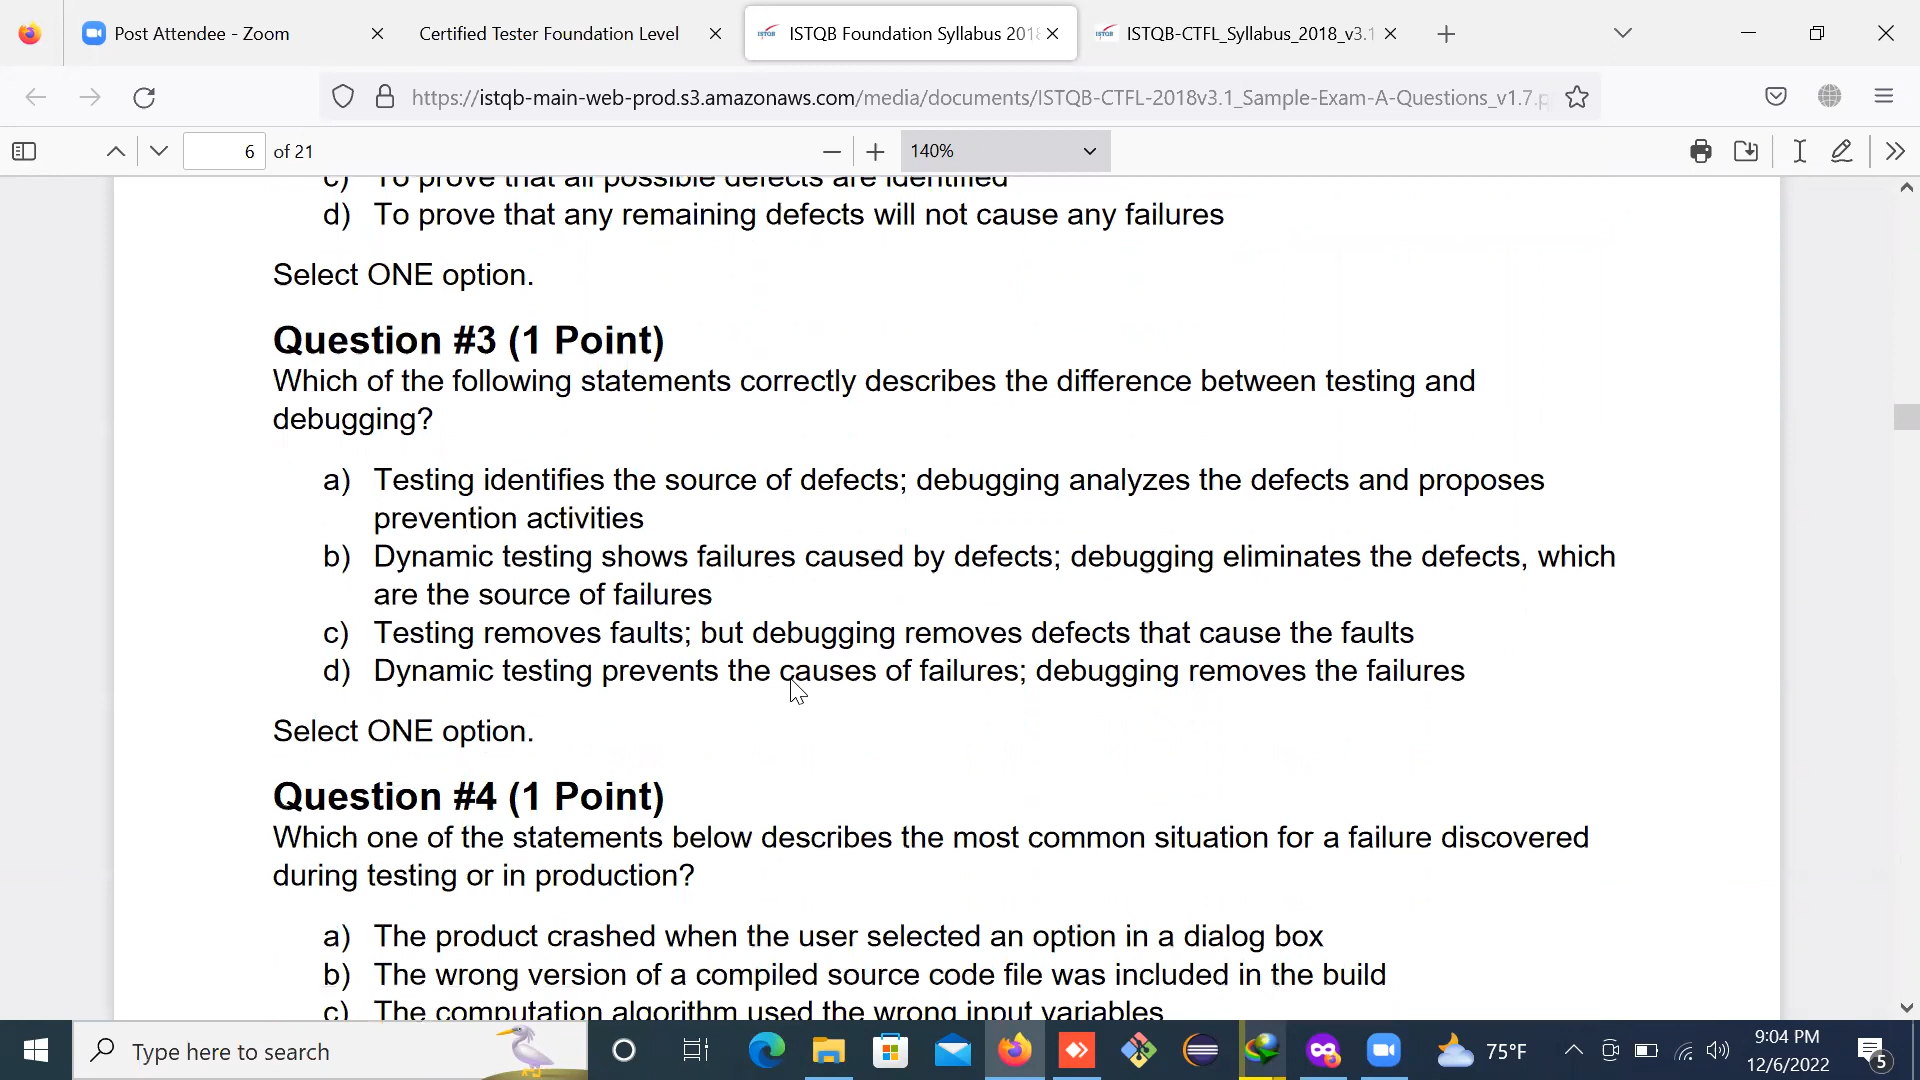 Post Attendee - Zoom
Certified Tester Foundation Level
ISTQB Foundation Syllabus 201
ISTQB-CTFL_Syllabus_2018_v3.1
https://istqb-main-web-prod.s3.amazonaws.com/media/documents/ISTQB-CTFL-2018v3.1_Sample-Exam-A-Questions_v1.7.p
6 of 21
140%
c) To prove that all possible defects are identified
d) To prove that any remaining defects will not cause any failures
Select ONE option.
Question #3 (1 Point)
Which of the following statements correctly describes the difference between testing and
debugging?
a) Testing identifies the source of defects; debugging analyzes the defects and proposes
prevention activities
b) Dynamic testing shows failures caused by defects; debugging eliminates the defects, which
are the source of failures
c) Testing removes faults; but debugging removes defects that cause the faults
d) Dynamic testing prevents the causes of failures; debugging removes the failures
Select ONE option.
Question #4 (1 Point)
Which one of the statements below describes the most common situation for a failure discovered
during testing or in production?
a) The product crashed when the user selected an option in a dialog box
b) The wrong version of a compiled source code file was included in the build
c) The computation algorithm used the wrong input variables
Type here to search
75°F
9:04 PM
12/6/2022
5